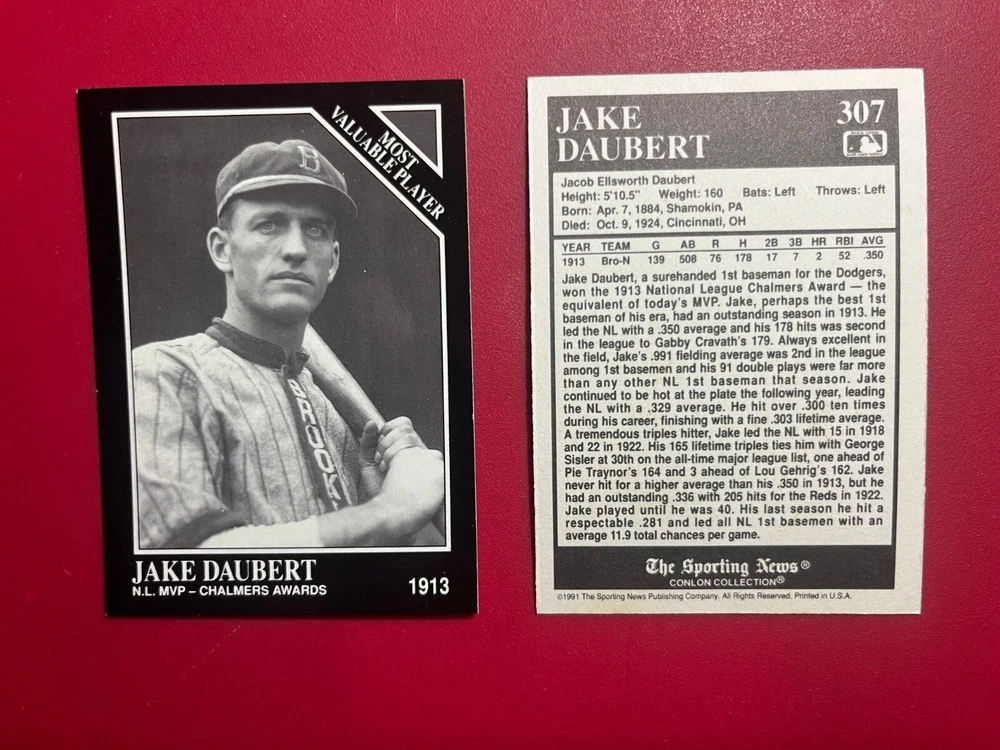 MOST
VALUABLE PLAYER
B
BROOK
JAKE DAUBERT
N.L. MVP – CHALMERS AWARDS
1913
JAKE
DAUBERT
307
Jacob Ellsworth Daubert
Height: 5'10.5" Weight: 160 Bats: Left Throws: Left
Born: Apr. 7, 1884, Shamokin, PA
Died: Oct. 9, 1924, Cincinnati, OH
YEAR TEAM G AB R H 2B 3B HR RBI AVG
1913 Bro-N 139 508 76 178 17 7 2 52 .350
Jake Daubert, a surehanded 1st baseman for the Dodgers,
won the 1913 National League Chalmers Award — the
equivalent of today's MVP. Jake, perhaps the best 1st
baseman of his era, had an outstanding season in 1913. He
led the NL with a .350 average and his 178 hits was second
in the league to Gabby Cravath's 179. Always excellent in
the field, Jake's .991 fielding average was 2nd in the league
among 1st basemen and his 91 double plays were far more
than any other NL 1st baseman that season. Jake
continued to be hot at the plate the following year, leading
the NL with a .329 average. He hit over .300 ten times
during his career, finishing with a fine .303 lifetime average.
A tremendous triples hitter, Jake led the NL with 15 in 1918
and 22 in 1922. His 165 lifetime triples ties him with George
Sisler at 30th on the all-time major league list, one ahead of
Pie Traynor's 164 and 3 ahead of Lou Gehrig's 162. Jake
never hit for a higher average than his .350 in 1913, but he
had an outstanding .336 with 205 hits for the Reds in 1922.
Jake played until he was 40. His last season he hit a
respectable .281 and led all NL 1st basemen with an
average 11.9 total chances per game.
The Sporting News®
CONLON COLLECTION®
©1991 The Sporting News Publishing Company. All Rights Reserved. Printed in U.S.A.